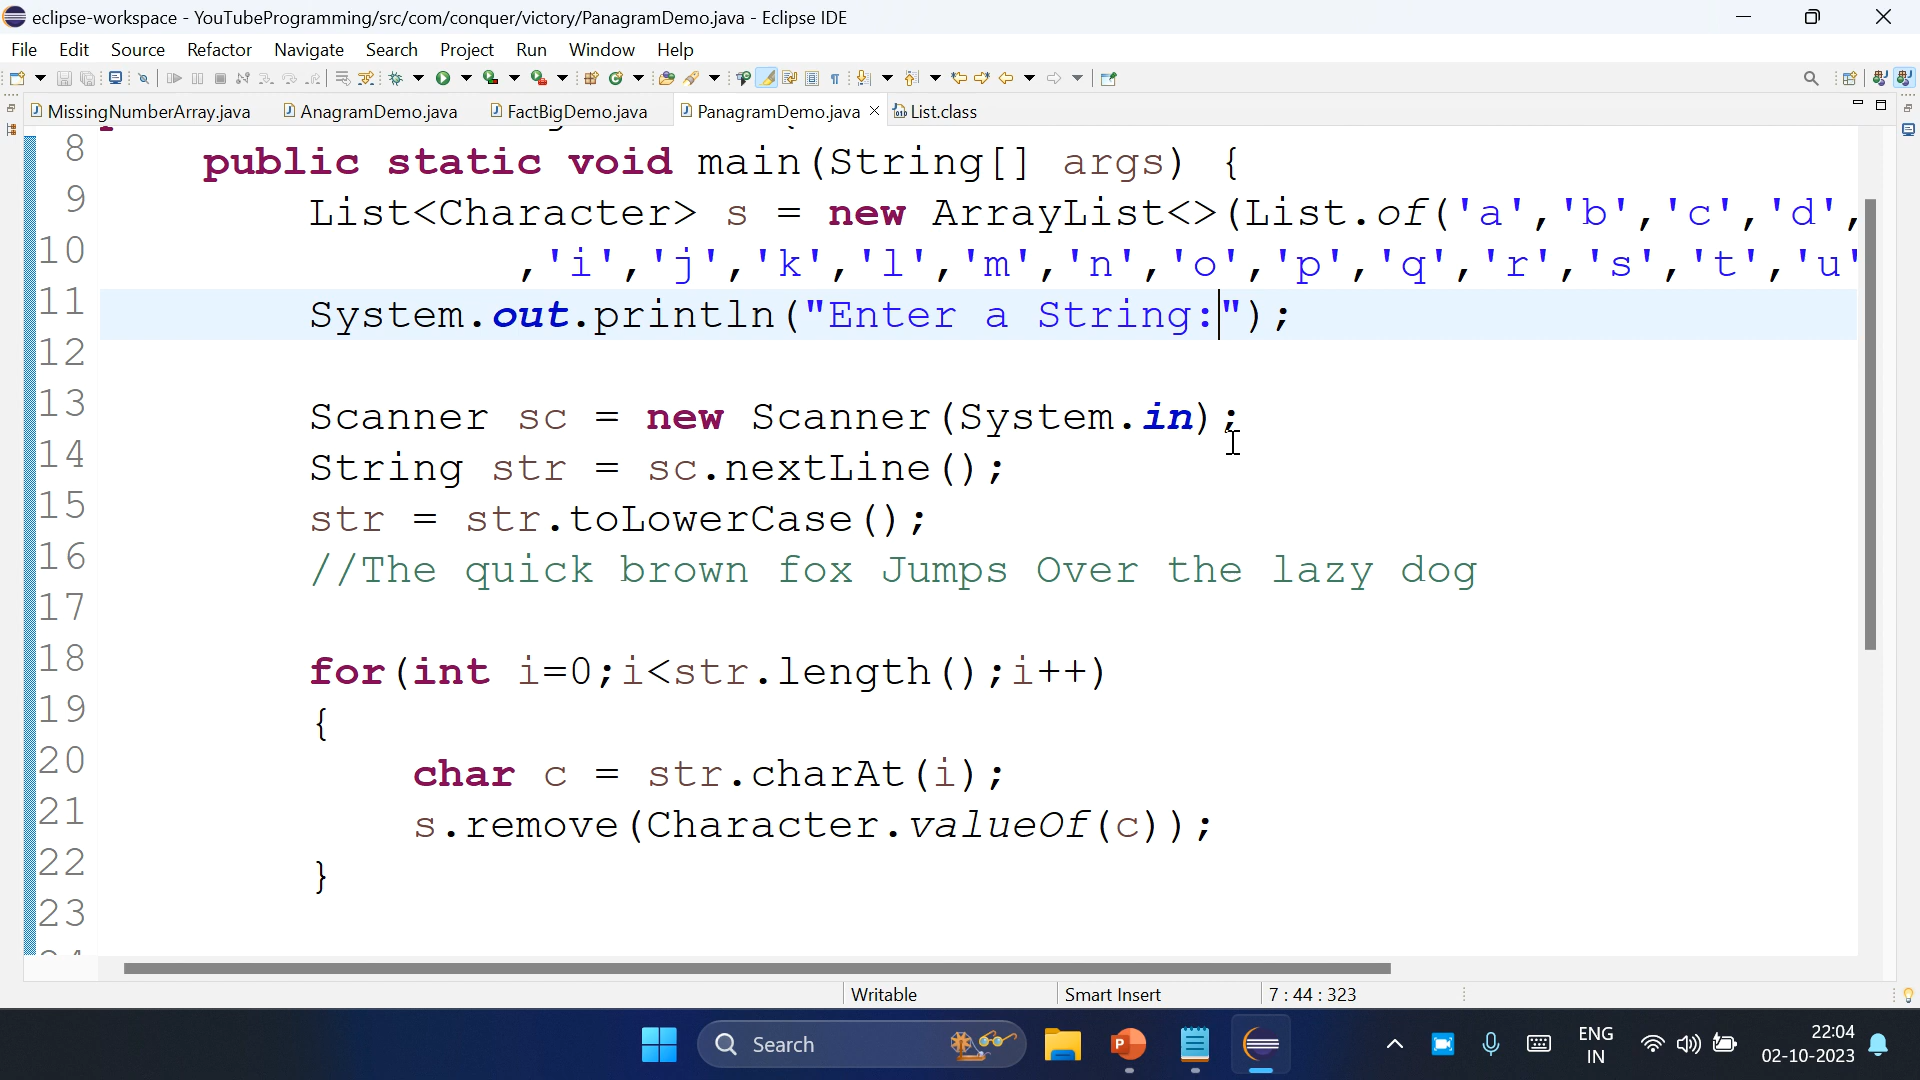 eclipse-workspace - YouTubeProgramming/src/com/conquer/victory/PanagramDemo.java - Eclipse IDE
File Edit Source Refactor Navigate Search Project Run Window Help
MissingNumberArray.java AnagramDemo.java FactBigDemo.java PanagramDemo.java List.class
8 public static void main(String[] args) {
9 List<Character> s = new ArrayList<>(List.of('a','b','c','d',
10 ,'i','j','k','l','m','n','o','p','q','r','s','t','u'
11 System.out.println("Enter a String:");
12
13 Scanner sc = new Scanner(System.in);
14 String str = sc.nextLine();
15 str = str.toLowerCase();
16 //The quick brown fox Jumps Over the lazy dog
17
18 for(int i=0;i<str.length();i++)
19 {
20 char c = str.charAt(i);
21 s.remove(Character.valueOf(c));
22 }
23
Writable Smart Insert 7 : 44 : 323
Search ENG IN 22:04 02-10-2023